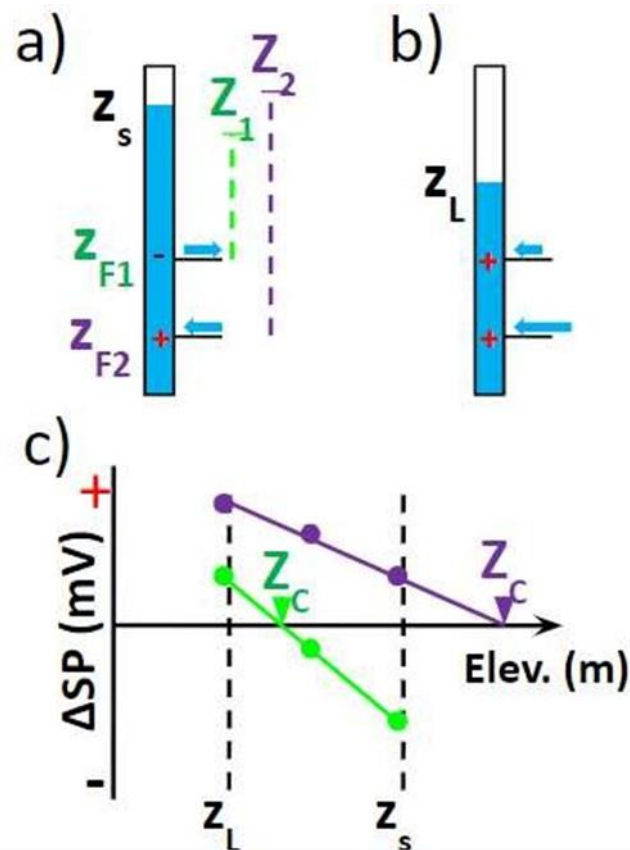 a)
b)
Z_2
Z_1
z_s
z_L
z_F1
-
+
z_F2
+
+
+
c)
+
ΔSP (mV)
Z_C
Z_C
Elev. (m)
-
z_L
z_s